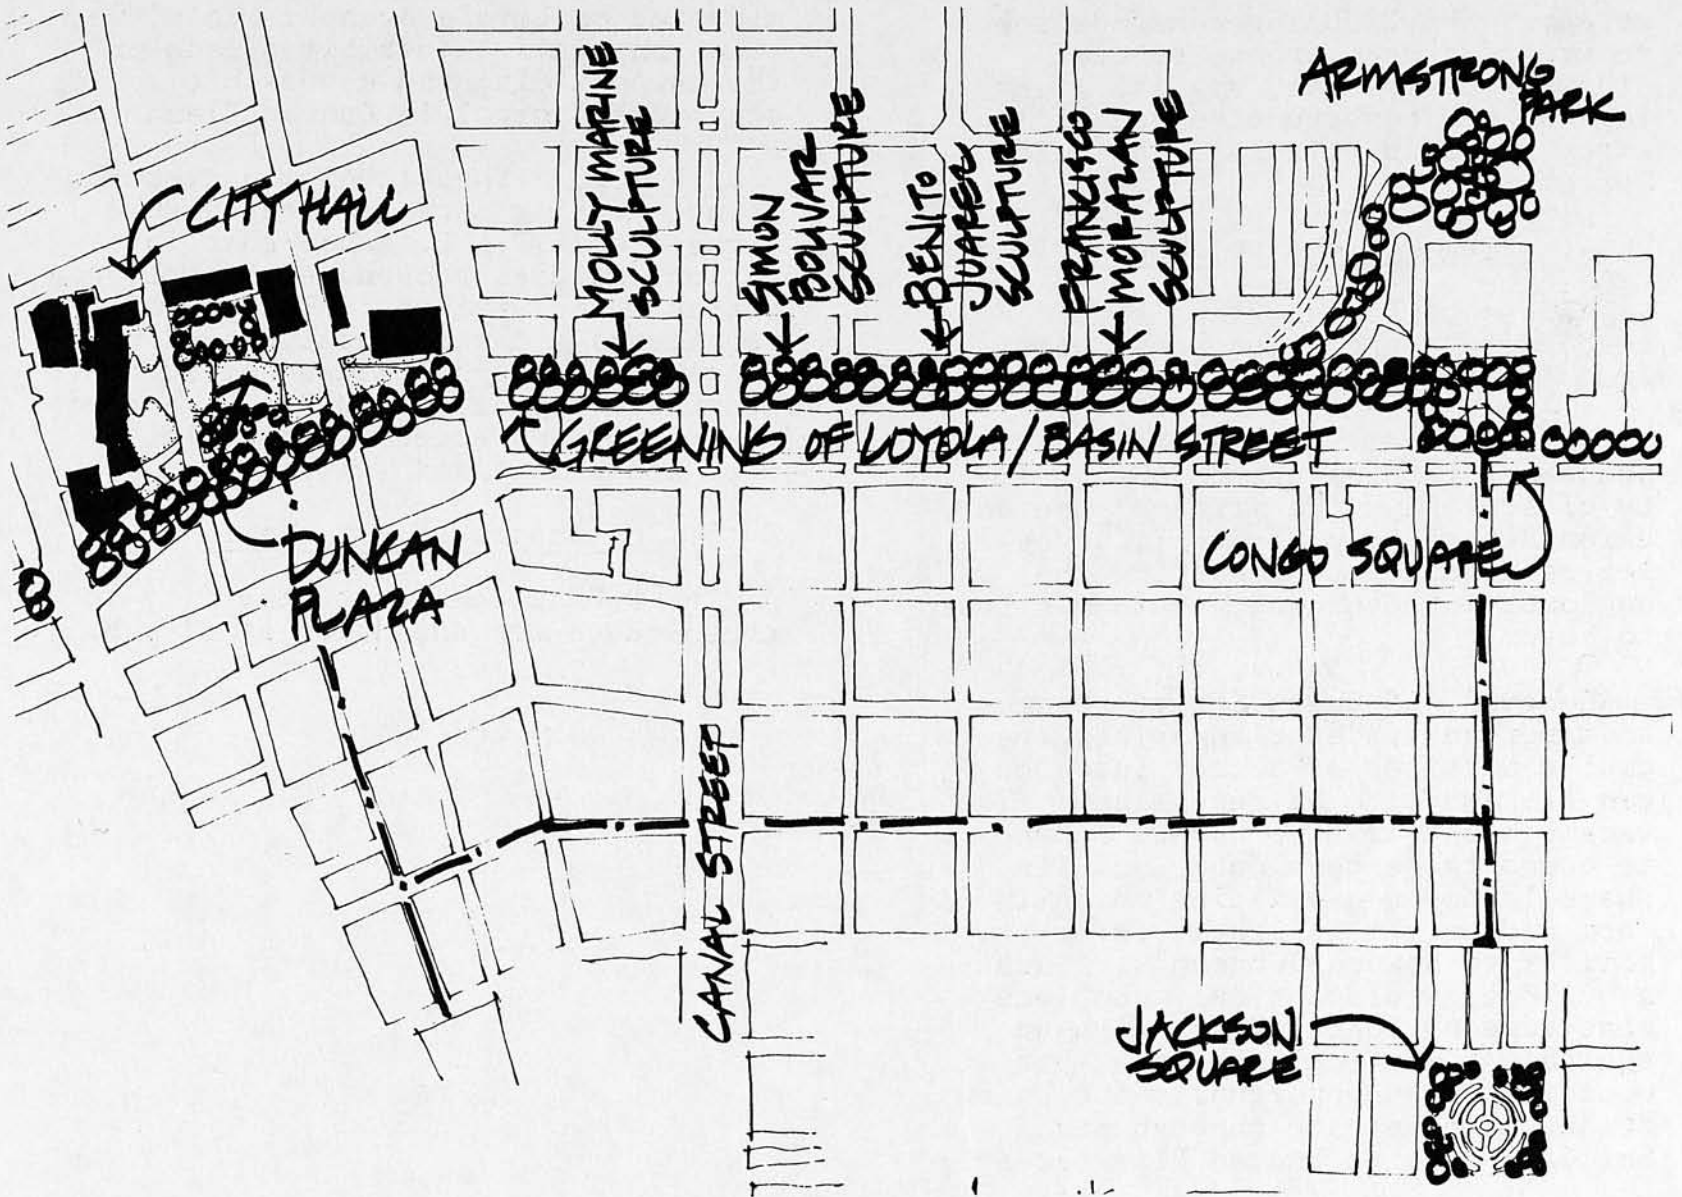 ARMSTRONG
PARK
CITY HALL
MOLLY MARINE
SCULPTURE
SIMON
BOLIVAR
SCULPTURE
BENITO
JUAREZ
SCULPTURE
FRANCISCO
MORAZAN
SCULPTURE
GREENING OF LOYOLA/BASIN STREET
DUNCAN
PLAZA
CONGO SQUARE
CANAL STREET
JACKSON
SQUARE